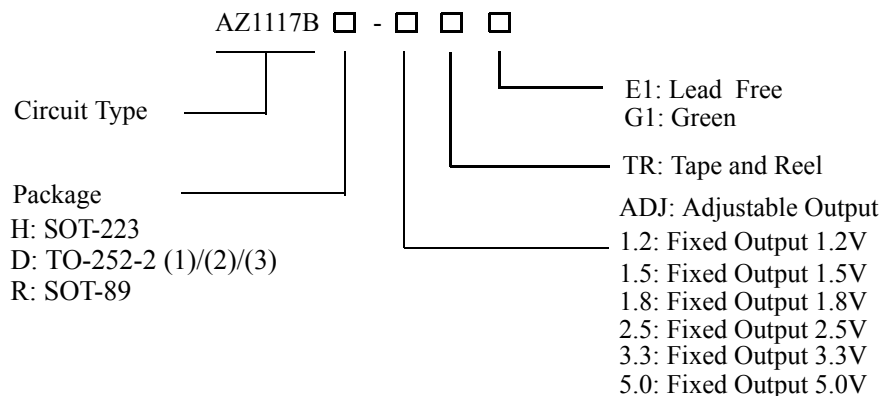 AZ1117B -
Circuit Type
Package
H: SOT-223
D: TO-252-2 (1)/(2)/(3)
R: SOT-89
E1: Lead Free
G1: Green
TR: Tape and Reel
ADJ: Adjustable Output
1.2: Fixed Output 1.2V
1.5: Fixed Output 1.5V
1.8: Fixed Output 1.8V
2.5: Fixed Output 2.5V
3.3: Fixed Output 3.3V
5.0: Fixed Output 5.0V